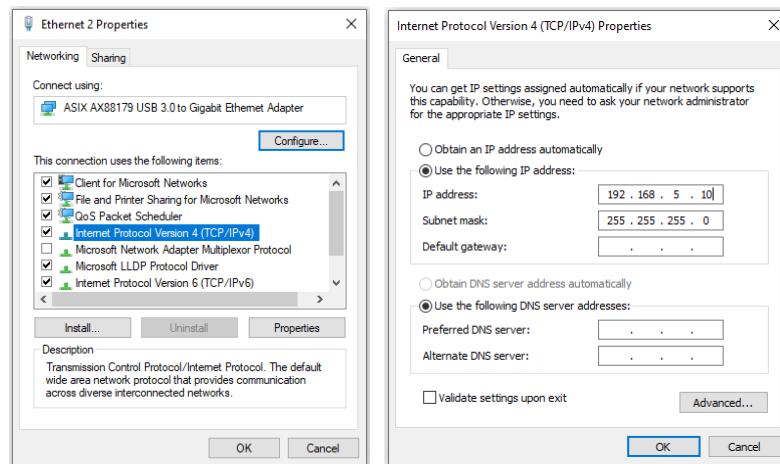 Ethernet 2 Properties
Networking Sharing
Connect using:
ASIX AX88179 USB 3.0 to Gigabit Ethernet Adapter
Configure...
This connection uses the following items:
Client for Microsoft Networks
File and Printer Sharing for Microsoft Networks
QoS Packet Scheduler
Internet Protocol Version 4 (TCP/IPv4)
Microsoft Network Adapter Multiplexor Protocol
Microsoft LLDP Protocol Driver
Internet Protocol Version 6 (TCP/IPv6)
Install... Uninstall Properties
Description
Transmission Control Protocol/Internet Protocol. The default
wide area network protocol that provides communication
across diverse interconnected networks.
OK Cancel
Internet Protocol Version 4 (TCP/IPv4) Properties
General
You can get IP settings assigned automatically if your network supports
this capability. Otherwise, you need to ask your network administrator
for the appropriate IP settings.
Obtain an IP address automatically
Use the following IP address:
IP address: 192 . 168 . 5 . 10
Subnet mask: 255 . 255 . 255 . 0
Default gateway: . . .
Obtain DNS server address automatically
Use the following DNS server addresses:
Preferred DNS server: . . .
Alternate DNS server: . . .
Validate settings upon exit
Advanced...
OK Cancel